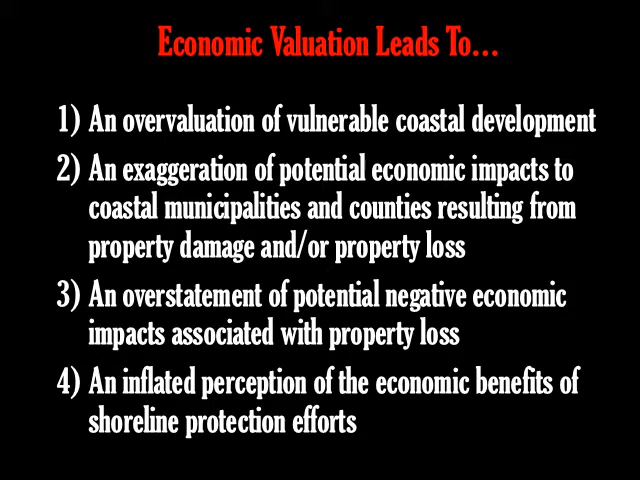 Economic Valuation Leads To...
1) An overvaluation of vulnerable coastal development
2) An exaggeration of potential economic impacts to
coastal municipalities and counties resulting from
property damage and/or property loss
3) An overstatement of potential negative economic
impacts associated with property loss
4) An inflated perception of the economic benefits of
shoreline protection efforts